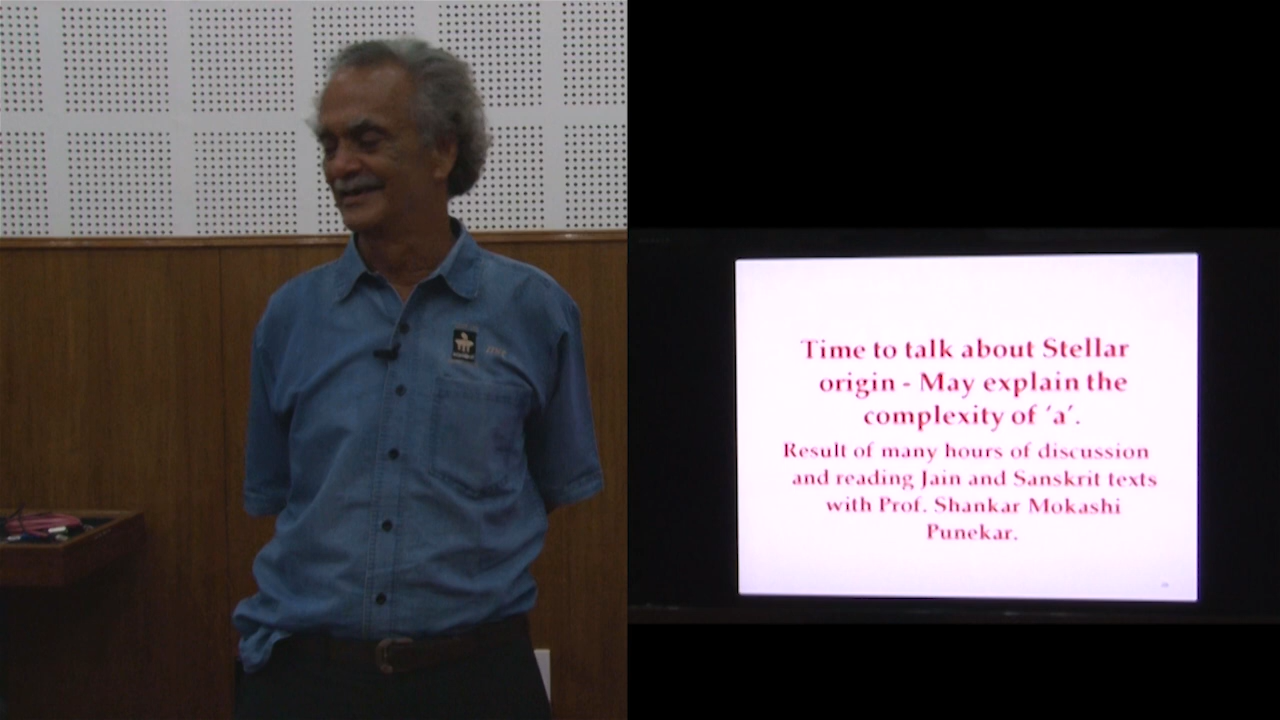 Time to talk about Stellar
origin - May explain the
complexity of 'a'.
Result of many hours of discussion
and reading Jain and Sanskrit texts
with Prof. Shankar Mokashi
Punekar.